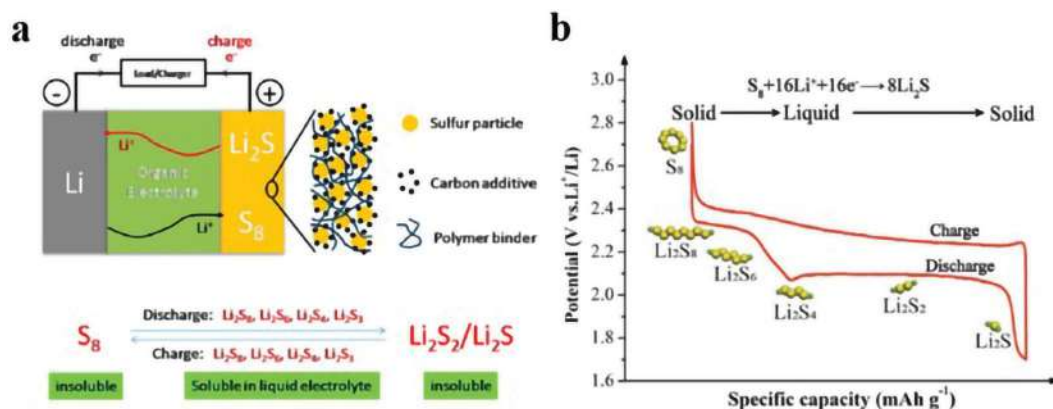 a
discharge
e⁻
charge
e⁻
Load/Charger
-
+
Li
Li⁺
Organic
Electrolyte
Li⁺
Li₂S
S₈
Sulfur particle
Carbon additive
Polymer binder
Discharge: Li₂S₈, Li₂S₆, Li₂S₄, Li₂S₃
S₈
Li₂S₂/Li₂S
Charge: Li₂S₈, Li₂S₆, Li₂S₄, Li₂S₃
insoluble
Soluble in liquid electrolyte
insoluble
b
Potential (V vs.Li⁺/Li)
3.0
2.8
2.6
2.4
2.2
2.0
1.8
1.6
S₈+16Li⁺+16e⁻→8Li₂S
Solid
Liquid
Solid
S₈
Charge
Li₂S₈
Li₂S₆
Discharge
Li₂S₄
Li₂S₂
Li₂S
Specific capacity (mAh g⁻¹)